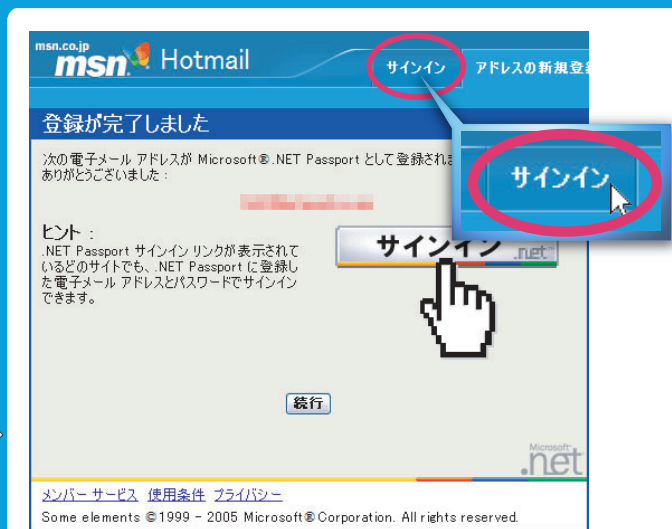 msn.co.jp
msn Hotmail
サインイン
アドレスの新規登
登録が完了しました
サインイン
次の電子メール アドレスが Microsoft®.NET Passport として登録されま
ありがとうございました:
ヒント:
.NET Passport サインイン リンクが表示されて
いるどのサイトでも、.NET Passport に登録し
た電子メール アドレスとパスワードでサインイン
できます。
サインイン .net
続行
Microsoft
.net
メンバー サービス 使用条件 プライバシー
Some elements ©1999 - 2005 Microsoft® Corporation. All rights reserved.